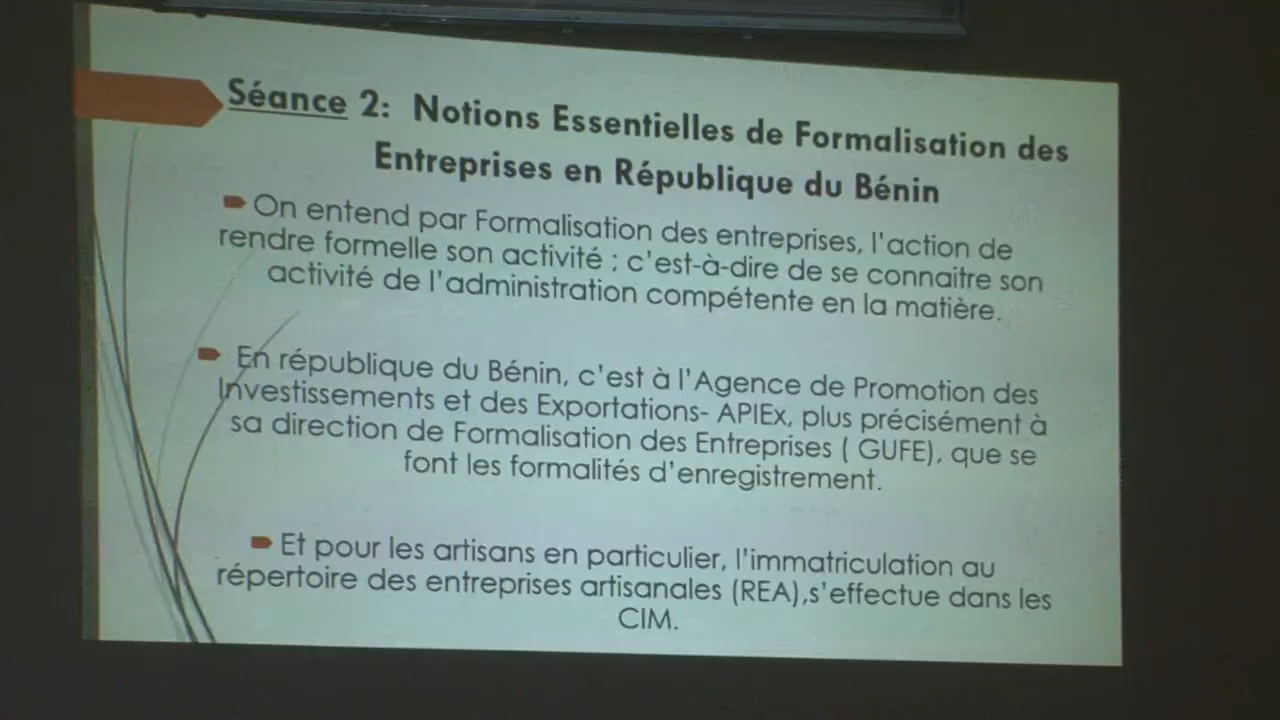 Séance 2: Notions Essentielles de Formalisation des
Entreprises en République du Bénin
On entend par Formalisation des entreprises, l'action de
rendre formelle son activité ; c'est-à-dire de se connaitre son
activité de l'administration compétente en la matière.
En république du Bénin, c'est à l'Agence de Promotion des
Investissements et des Exportations- APIEx, plus précisément à
sa direction de Formalisation des Entreprises ( GUFE), que se
font les formalités d'enregistrement.
Et pour les artisans en particulier, l'immatriculation au
répertoire des entreprises artisanales (REA),s'effectue dans les
CIM.